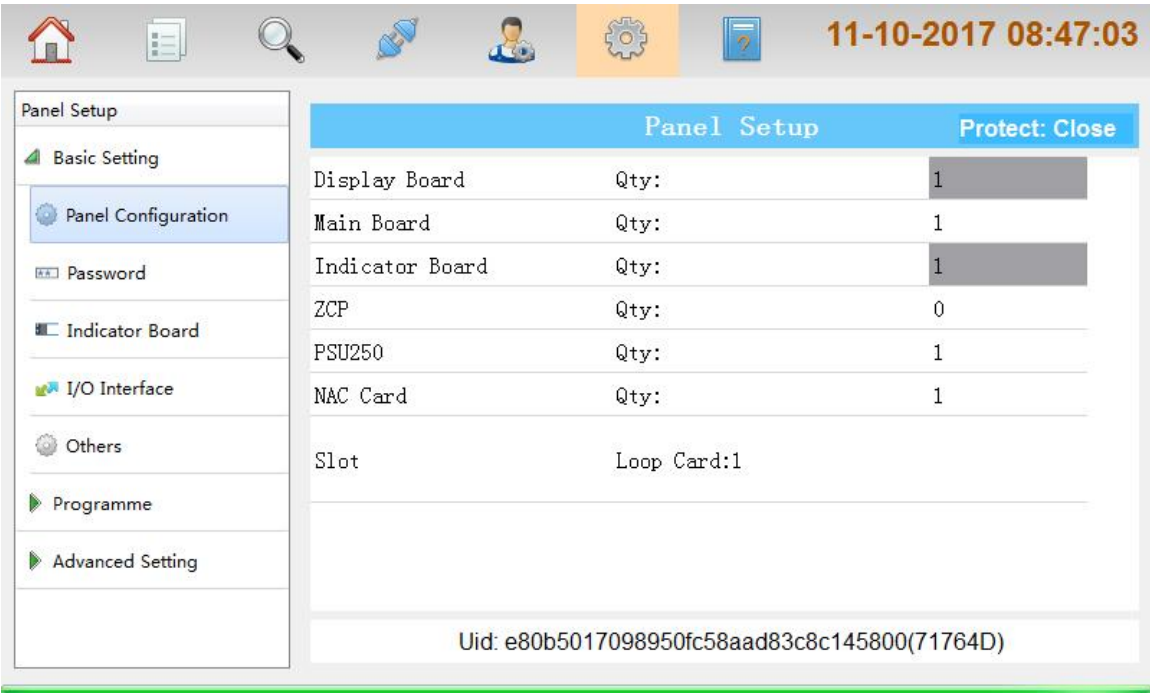 11-10-2017 08:47:03
Panel Setup
Basic Setting
Panel Configuration
Password
Indicator Board
I/O Interface
Others
Programme
Advanced Setting
Panel Setup Protect: Close
Display Board Qty: 1
Main Board Qty: 1
Indicator Board Qty: 1
ZCP Qty: 0
PSU250 Qty: 1
NAC Card Qty: 1
Slot Loop Card:1
Uid: e80b5017098950fc58aad83c8c145800(71764D)